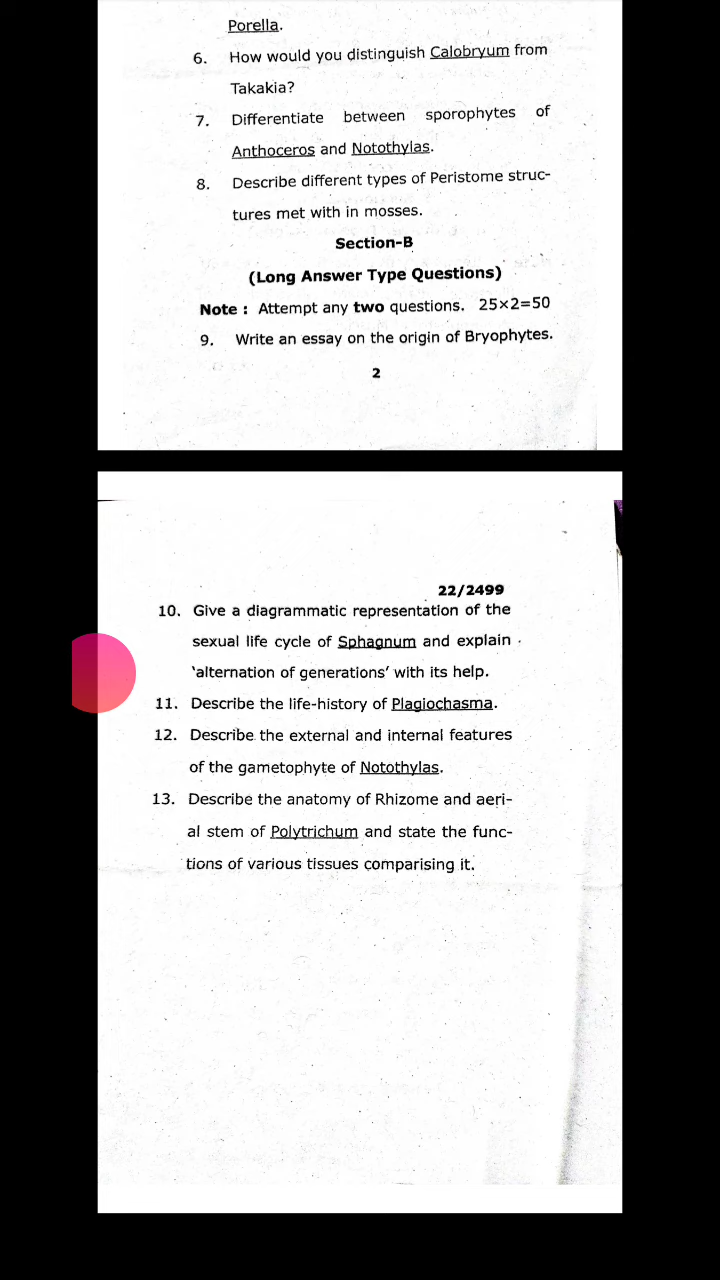 Porella.
6. How would you distinguish Calobryum from
Takakia?
7. Differentiate between sporophytes of
Anthoceros and Notothylas.
8. Describe different types of Peristome struc-
tures met with in mosses.
Section-B
(Long Answer Type Questions)
Note : Attempt any two questions. 25×2=50
9. Write an essay on the origin of Bryophytes.
2
22/2499
10. Give a diagrammatic representation of the
sexual life cycle of Sphagnum and explain
‘alternation of generations’ with its help.
11. Describe the life-history of Plagiochasma.
12. Describe the external and internal features
of the gametophyte of Notothylas.
13. Describe the anatomy of Rhizome and aeri-
al stem of Polytrichum and state the func-
tions of various tissues comparising it.